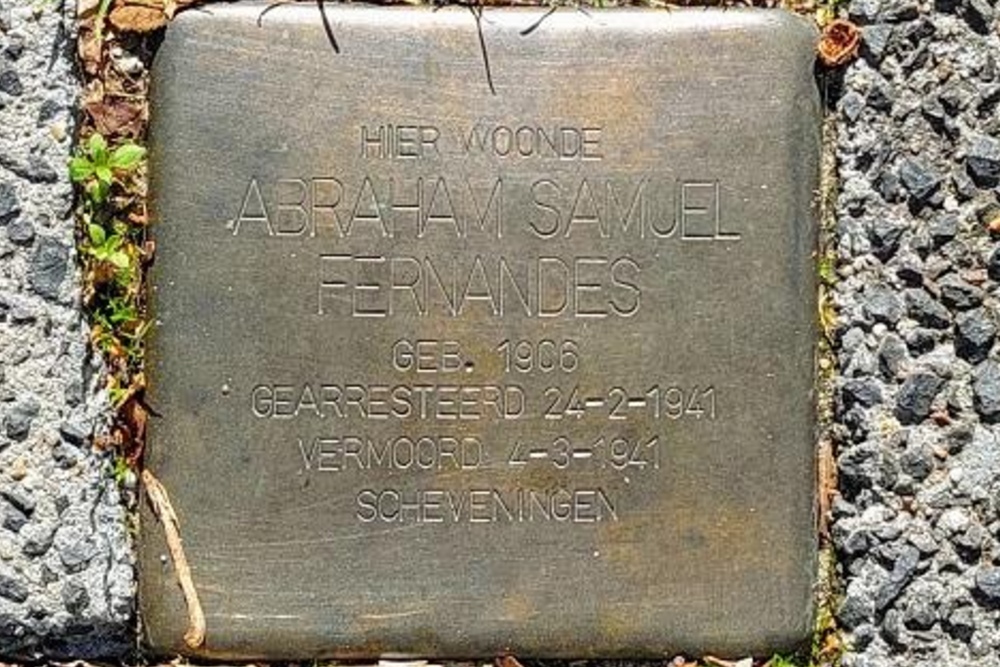 HIER WOONDE
ABRAHAM SAMUEL
FERNANDES
GEB. 1906
GEARRESTEERD 24-2-1941
VERMOORD 4-3-1941
SCHEVENINGEN